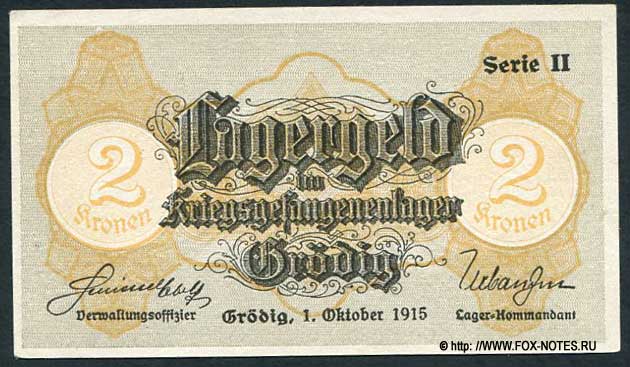 Serie II
Lagergeld
im
Kriegsgefangenenlager
Grödig
2
Kronen
2
Kronen
Verwaltungsoffizier
Grödig, 1. Oktober 1915
Lager-Kommandant
© http://www.FOX-NOTES.RU